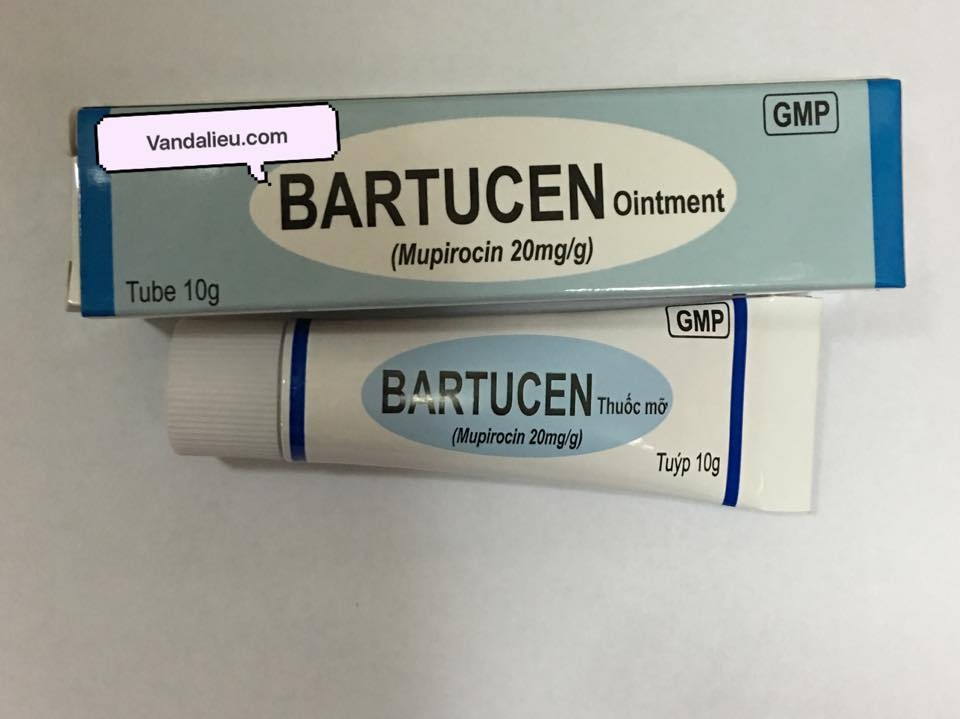 GMP
Vandalieu.com
BARTUCEN Ointment
(Mupirocin 20mg/g)
Tube 10g
GMP
BARTUCEN Thuốc mỡ
(Mupirocin 20mg/g)
Tuýp 10g